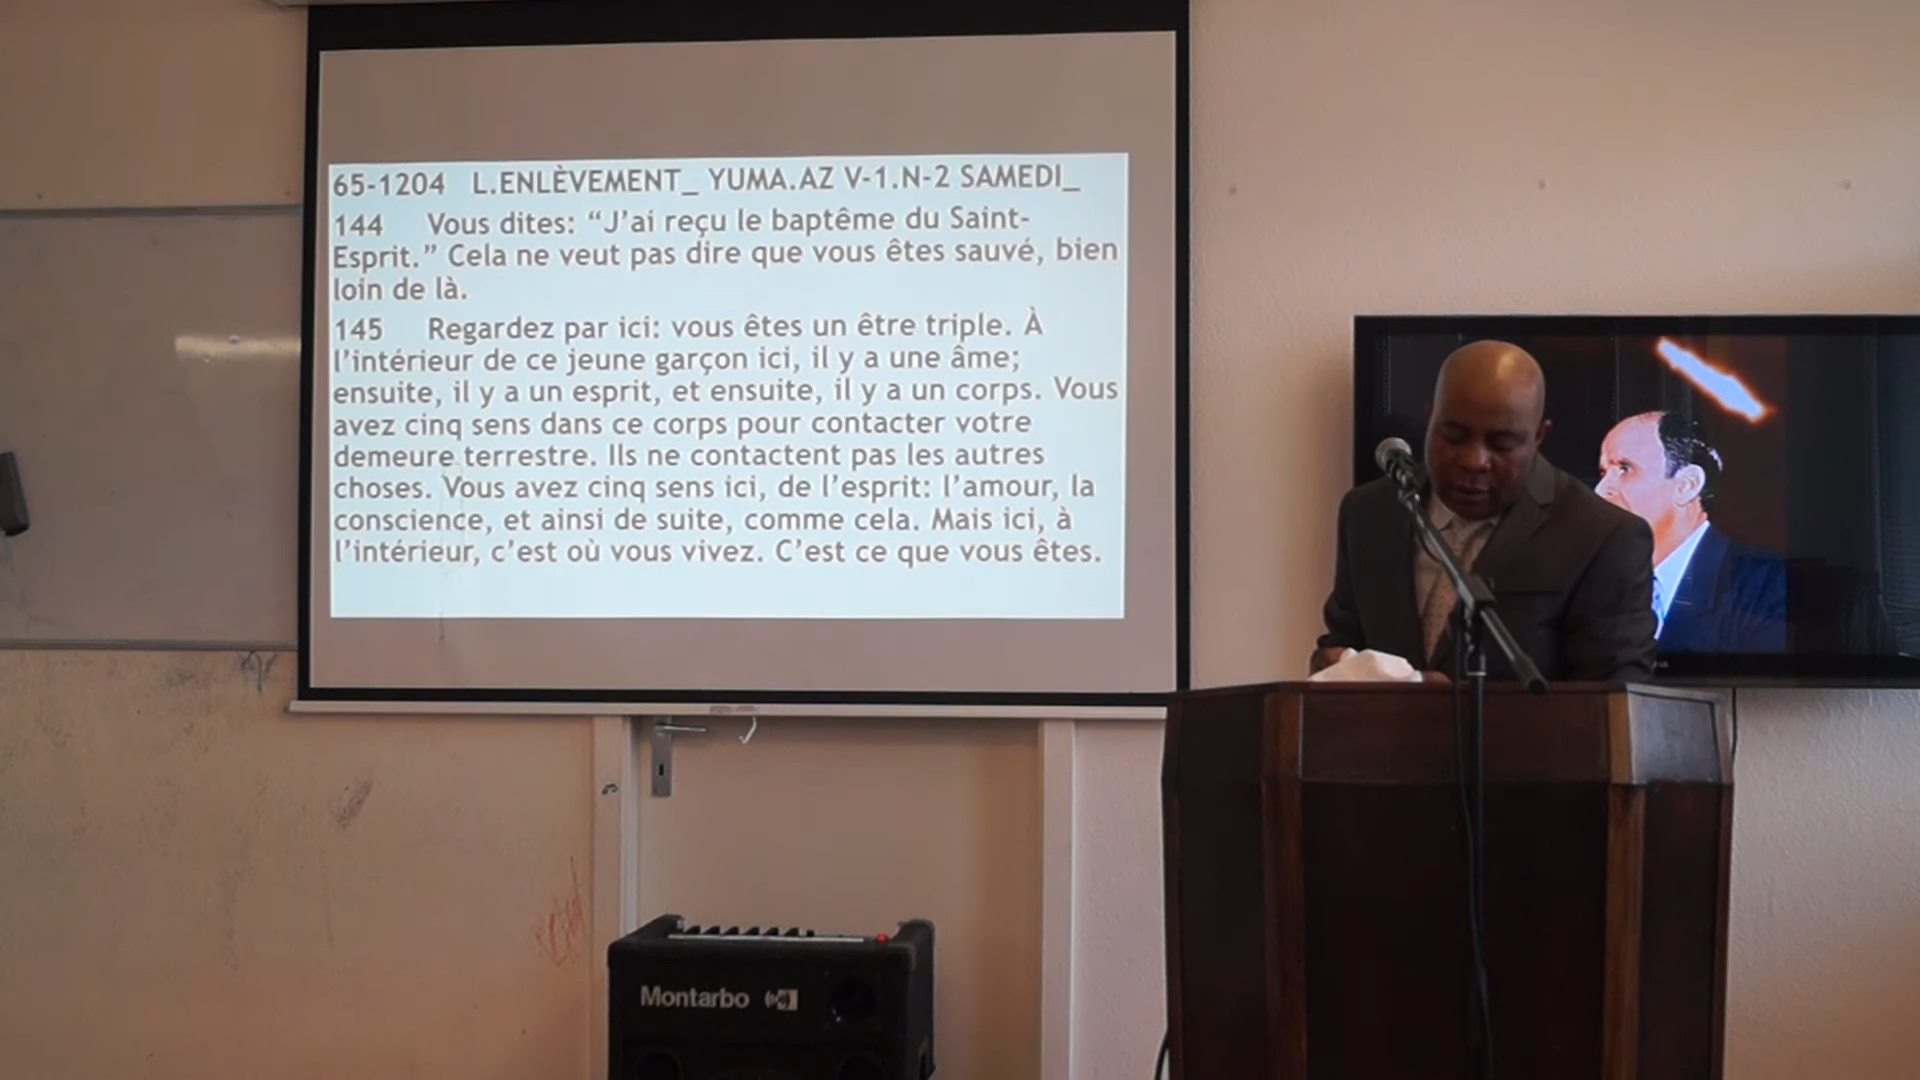 65-1204 L.ENLÈVEMENT_ YUMA.AZ V-1.N-2 SAMEDI_
144 Vous dites: “J’ai reçu le baptême du Saint-
Esprit.” Cela ne veut pas dire que vous êtes sauvé, bien
loin de là.
145 Regardez par ici: vous êtes un être triple. À
l’intérieur de ce jeune garçon ici, il y a une âme;
ensuite, il y a un esprit, et ensuite, il y a un corps. Vous
avez cinq sens dans ce corps pour contacter votre
demeure terrestre. Ils ne contactent pas les autres
choses. Vous avez cinq sens ici, de l’esprit: l’amour, la
conscience, et ainsi de suite, comme cela. Mais ici, à
l’intérieur, c’est où vous vivez. C’est ce que vous êtes.
Montarbo